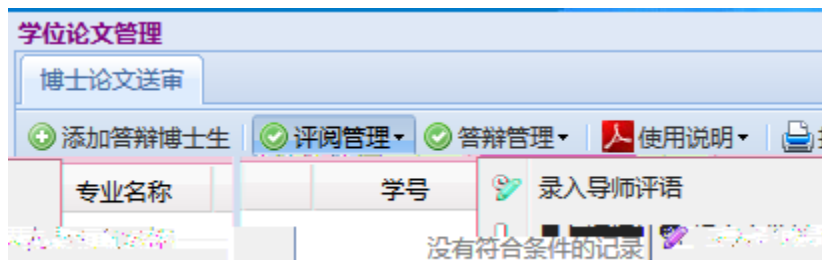 学位论文管理
博士论文送审
添加答辩博士生 评阅管理 答辩管理 使用说明
专业名称 学号 录入导师评语
没有符合条件的记录